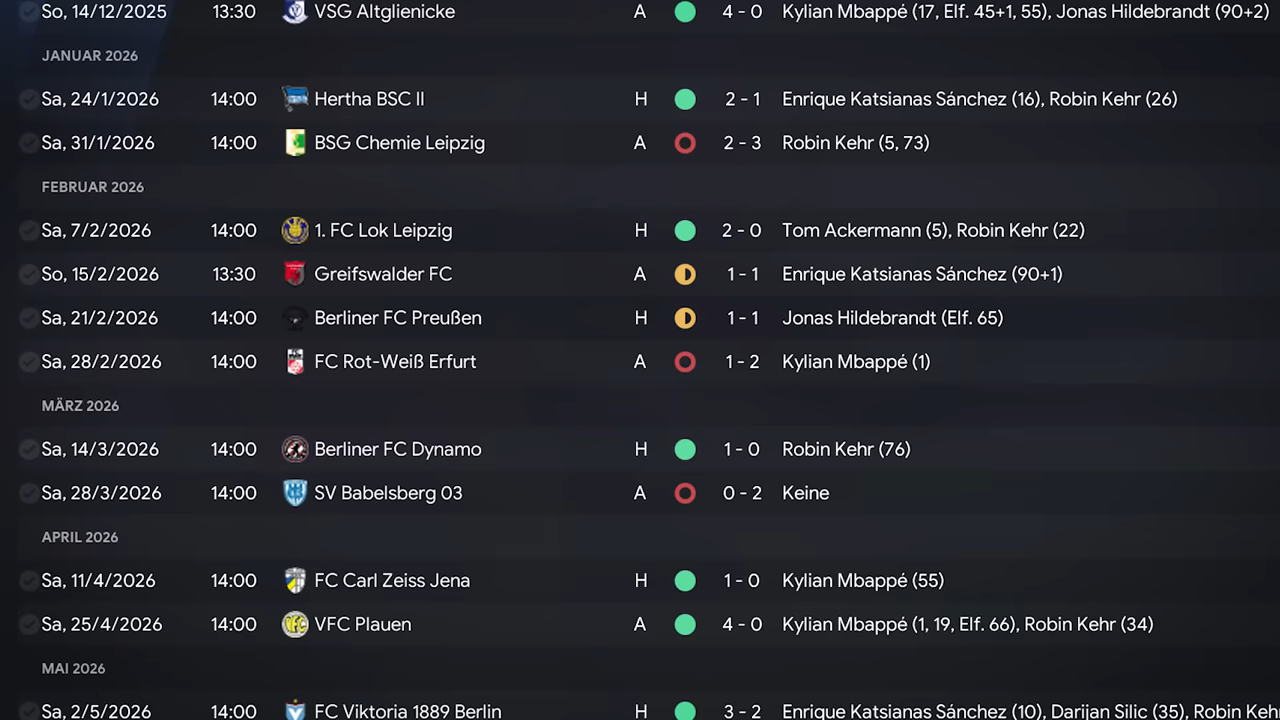 So, 14/12/2025 13:30 VSG Altglienicke A 4 - 0 Kylian Mbappé (17, Elf. 45+1, 55), Jonas Hildebrandt (90+2)
JANUAR 2026
Sa, 24/1/2026 14:00 Hertha BSC II H 2 - 1 Enrique Katsianas Sánchez (16), Robin Kehr (26)
Sa, 31/1/2026 14:00 BSG Chemie Leipzig A 2 - 3 Robin Kehr (5, 73)
FEBRUAR 2026
Sa, 7/2/2026 14:00 1. FC Lok Leipzig H 2 - 0 Tom Ackermann (5), Robin Kehr (22)
So, 15/2/2026 13:30 Greifswalder FC A 1 - 1 Enrique Katsianas Sánchez (90+1)
Sa, 21/2/2026 14:00 Berliner FC Preußen H 1 - 1 Jonas Hildebrandt (Elf. 65)
Sa, 28/2/2026 14:00 FC Rot-Weiß Erfurt A 1 - 2 Kylian Mbappé (1)
MÄRZ 2026
Sa, 14/3/2026 14:00 Berliner FC Dynamo H 1 - 0 Robin Kehr (76)
Sa, 28/3/2026 14:00 SV Babelsberg 03 A 0 - 2 Keine
APRIL 2026
Sa, 11/4/2026 14:00 FC Carl Zeiss Jena H 1 - 0 Kylian Mbappé (55)
Sa, 25/4/2026 14:00 VFC Plauen A 4 - 0 Kylian Mbappé (1, 19, Elf. 66), Robin Kehr (34)
MAI 2026
Sa, 2/5/2026 14:00 FC Viktoria 1889 Berlin H 3 - 2 Enrique Katsianas Sánchez (10), Darijan Silic (35), Robin Keh